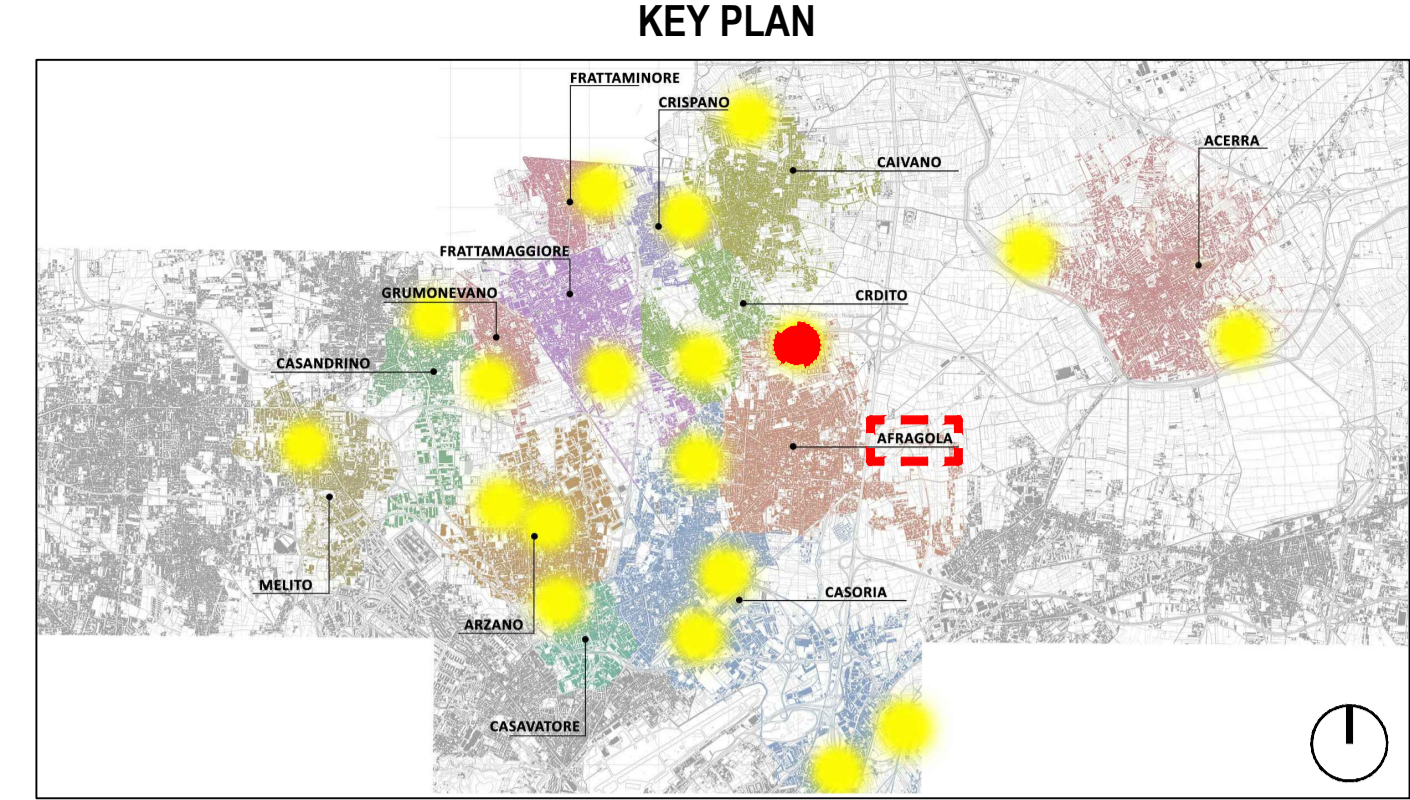 KEY PLAN
FRATTAMINORE
CRISPANO
ACERRA
CAIVANO
FRATTAMAGGIORE
GRUMONEVANO
CRDITO
CASANDRINO
AFRAGOLA
MELITO
CASORIA
ARZANO
CASAVATORE